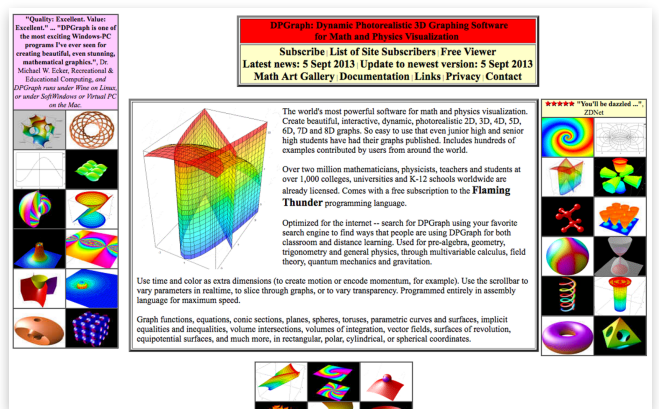 "Quality: Excellent. Value:
Excellent." ... "DPGraph is one of
the most exciting Windows-PC
programs I've ever seen for
creating beautiful, even stunning,
mathematical graphics.", Dr.
Michael W. Ecker, Recreational &
Educational Computing, and
DPGraph runs under Wine on Linux,
or under SoftWindows or Virtual PC
on the Mac.
DPGraph: Dynamic Photorealistic 3D Graphing Software
for Math and Physics Visualization
Subscribe | List of Site Subscribers | Free Viewer
Latest news: 5 Sept 2013 | Update to newest version: 5 Sept 2013
Math Art Gallery | Documentation | Links | Privacy | Contact
The world's most powerful software for math and physics visualization.
Create beautiful, interactive, dynamic, photorealistic 2D, 3D, 4D, 5D,
6D, 7D and 8D graphs. So easy to use that even junior high and senior
high students have had their graphs published. Includes hundreds of
examples contributed by users from around the world.
Over two million mathematicians, physicists, teachers and students at
over 1,000 colleges, universities and K-12 schools worldwide are
already licensed. Comes with a free subscription to the Flaming
Thunder programming language.
Optimized for the internet -- search for DPGraph using your favorite
search engine to find ways that people are using DPGraph for both
classroom and distance learning. Used for pre-algebra, geometry,
trigonometry and general physics, through multivariable calculus, field
theory, quantum mechanics and gravitation.
Use time and color as extra dimensions (to create motion or encode momentum, for example). Use the scrollbar to
vary parameters in realtime, to slice through graphs, or to vary transparency. Programmed entirely in assembly
language for maximum speed.
Graph functions, equations, conic sections, planes, spheres, toruses, parametric curves and surfaces, implicit
equalities and inequalities, volume intersections, volumes of integration, vector fields, surfaces of revolution,
equipotential surfaces, and much more, in rectangular, polar, cylindrical, or spherical coordinates.
★★★★★ "You'll be dazzled ...",
ZDNet